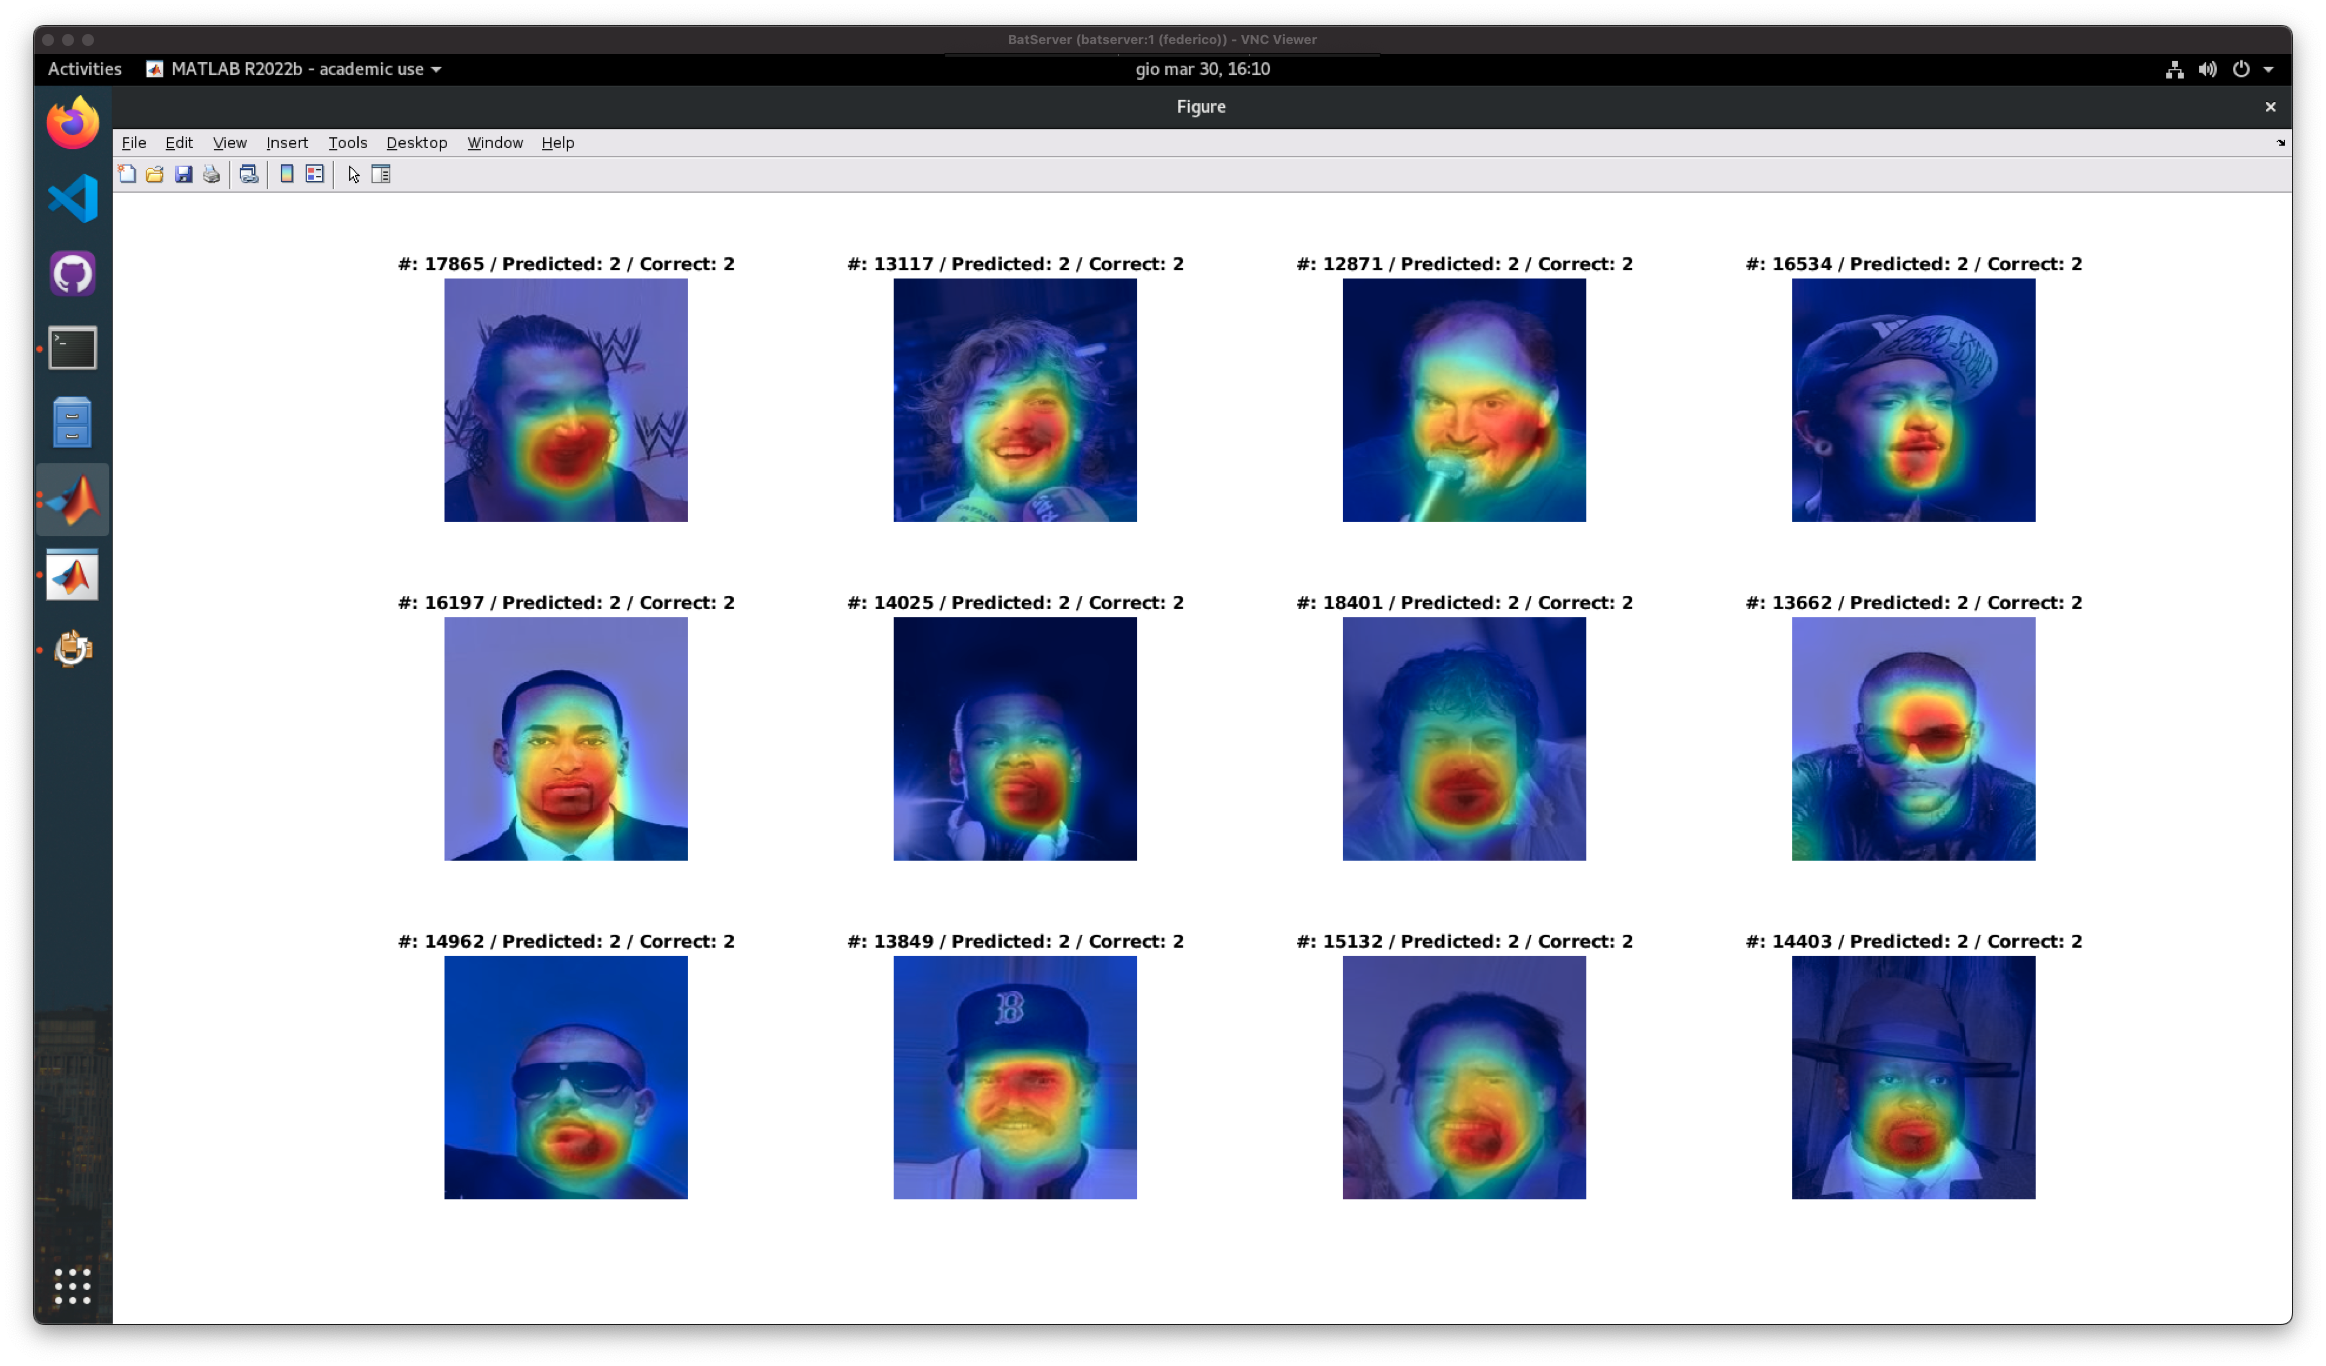 BatServer (batserver:1 (federico)) - VNC Viewer
Activities MATLAB R2022b - academic use gio mar 30, 16:10
Figure
File Edit View Insert Tools Desktop Window Help
#: 17865 / Predicted: 2 / Correct: 2
#: 13117 / Predicted: 2 / Correct: 2
#: 12871 / Predicted: 2 / Correct: 2
#: 16534 / Predicted: 2 / Correct: 2
#: 16197 / Predicted: 2 / Correct: 2
#: 14025 / Predicted: 2 / Correct: 2
#: 18401 / Predicted: 2 / Correct: 2
#: 13662 / Predicted: 2 / Correct: 2
#: 14962 / Predicted: 2 / Correct: 2
#: 13849 / Predicted: 2 / Correct: 2
B
#: 15132 / Predicted: 2 / Correct: 2
#: 14403 / Predicted: 2 / Correct: 2